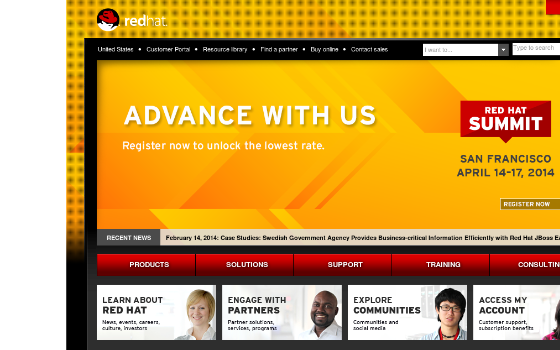 redhat.
United States • Customer Portal • Resource library • Find a partner • Buy online • Contact sales
I want to...
Type to search
ADVANCE WITH US
Register now to unlock the lowest rate.
RED HAT
SUMMIT
SAN FRANCISCO
APRIL 14-17, 2014
REGISTER NOW
RECENT NEWS
February 14, 2014: Case Studies: Swedish Government Agency Provides Business-critical Information Efficiently with Red Hat JBoss
PRODUCTS SOLUTIONS SUPPORT TRAINING CONSULTIN
LEARN ABOUT
RED HAT
News, events, careers,
culture, investors
ENGAGE WITH
PARTNERS
Partner solutions,
services, programs
EXPLORE
COMMUNITIES
Communities and
social media
ACCESS MY
ACCOUNT
Customer support,
subscription benefits